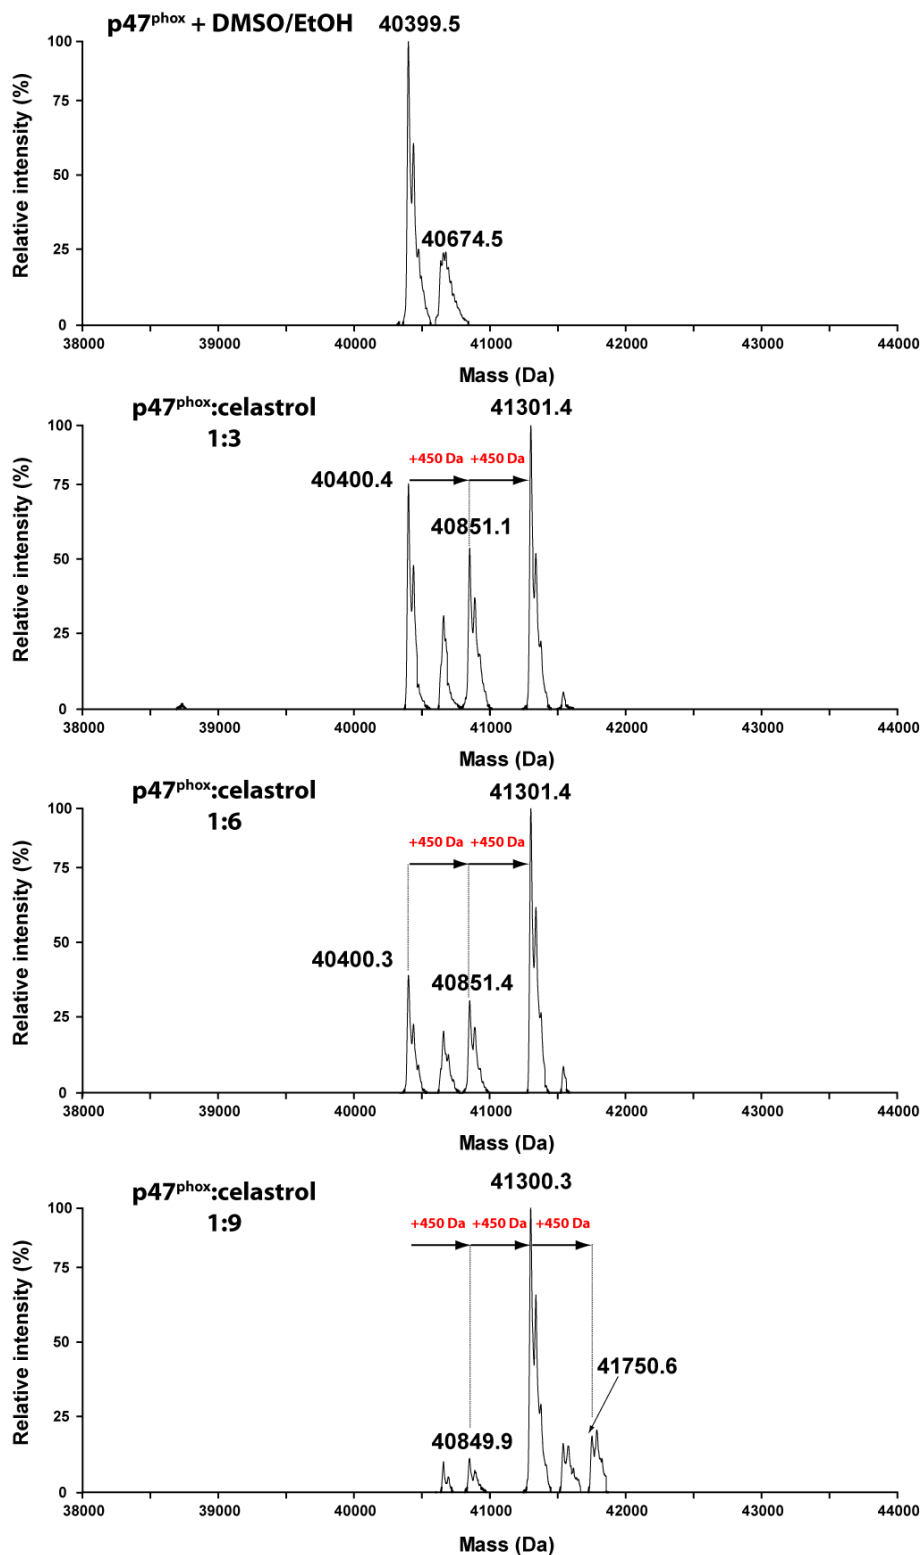 p47phox + DMSO/EtOH 40399.5
Relative intensity (%)
100
75
50
25
0
40674.5
38000 39000 40000 41000 42000 43000 44000
Mass (Da)
p47phox:celastrol
1:3
41301.4
Relative intensity (%)
100
75
50
25
0
+450 Da +450 Da
40400.4
40851.1
38000 39000 40000 41000 42000 43000 44000
Mass (Da)
p47phox:celastrol
1:6
41301.4
Relative intensity (%)
100
75
50
25
0
+450 Da +450 Da
40400.3
40851.4
38000 39000 40000 41000 42000 43000 44000
Mass (Da)
p47phox:celastrol
1:9
41300.3
Relative intensity (%)
100
75
50
25
0
+450 Da +450 Da +450 Da
41750.6
40849.9
38000 39000 40000 41000 42000 43000 44000
Mass (Da)